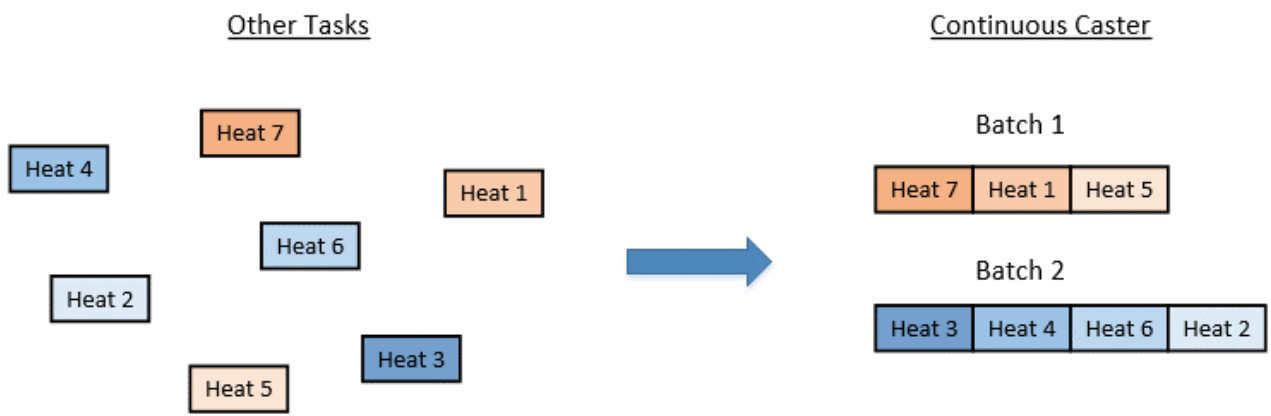 Other Tasks
Heat 7
Heat 4
Heat 1
Heat 6
Heat 2
Heat 3
Heat 5
Continuous Caster
Batch 1
Heat 7 Heat 1 Heat 5
Batch 2
Heat 3 Heat 4 Heat 6 Heat 2